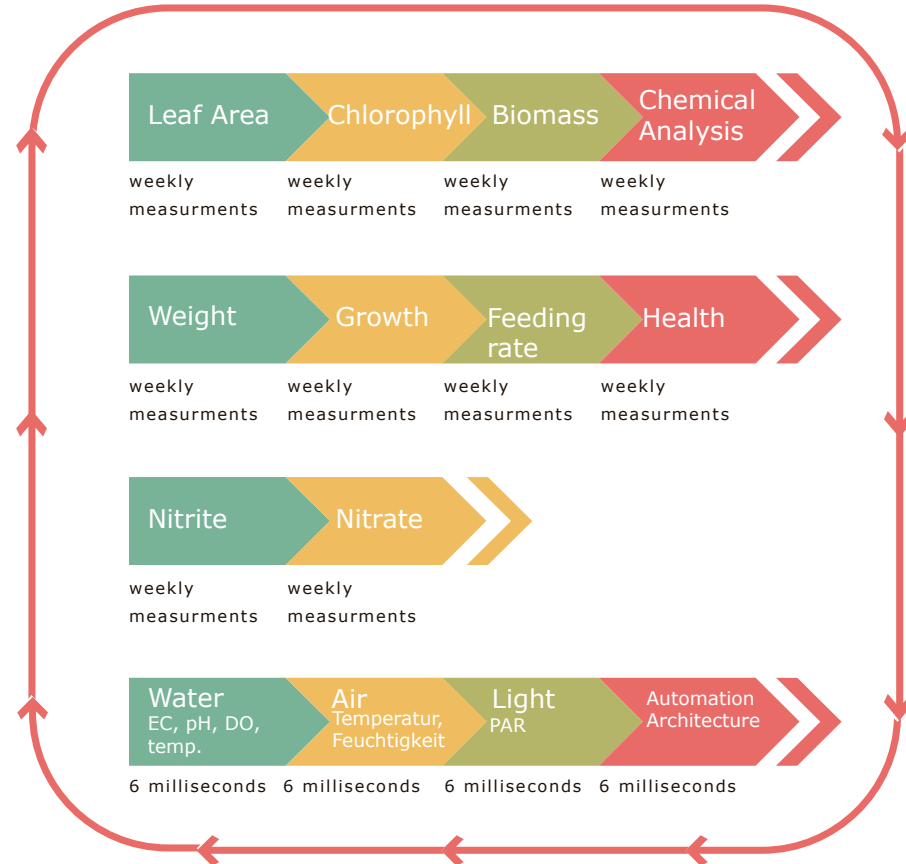 Leaf Area
Chlorophyll
Biomass
Chemical
Analysis
weekly
measurments
weekly
measurments
weekly
measurments
weekly
measurments
Weight
Growth
Feeding
rate
Health
weekly
measurments
weekly
measurments
weekly
measurments
weekly
measurments
Nitrite
Nitrate
weekly
measurments
weekly
measurments
Water
EC, pH, DO,
temp.
Air
Temperatur,
Feuchtigkeit
Light
PAR
Automation
Architecture
6 milliseconds
6 milliseconds
6 milliseconds
6 milliseconds